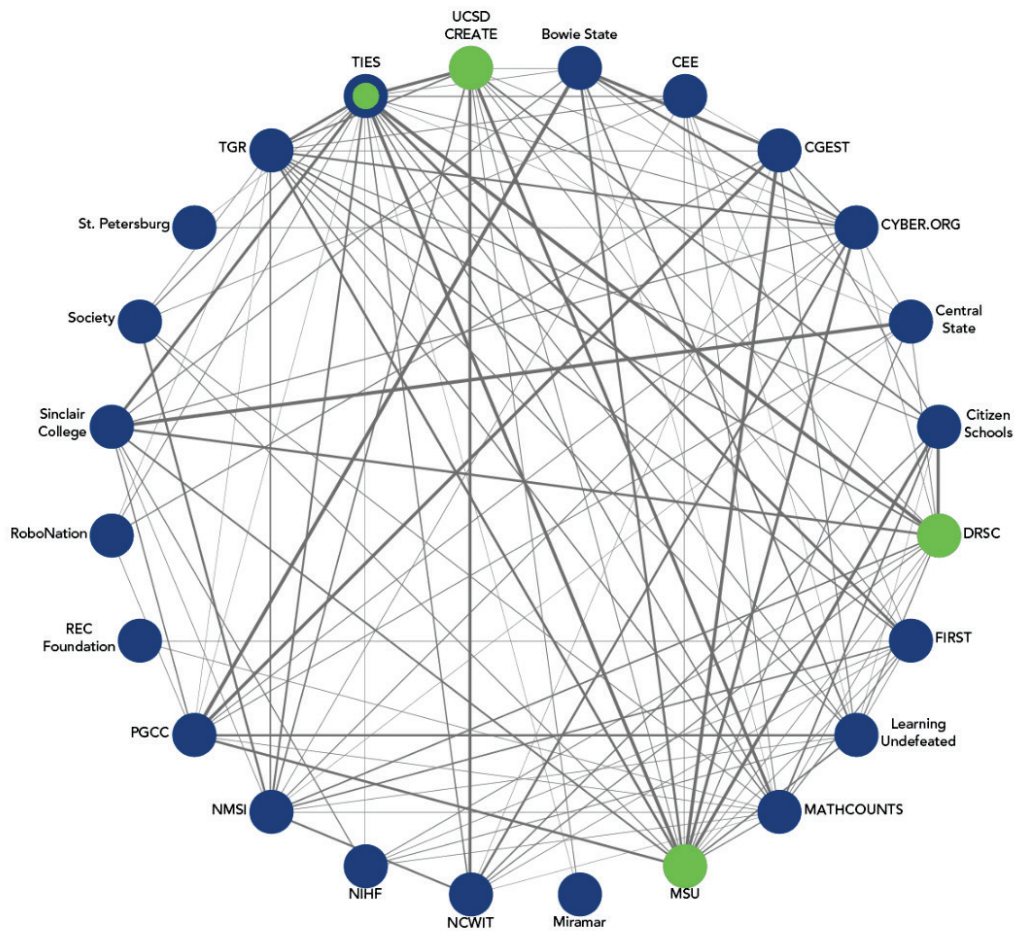 UCSD
CREATE
Bowie State
TIES
CEE
TGR
CGEST
St. Petersburg
CYBER.ORG
Society
Central
State
Sinclair
College
Citizen
Schools
RoboNation
DRSC
REC
Foundation
FIRST
PGCC
Learning
Undefeated
NMSI
MATHCOUNTS
NIHF
MSU
NCWIT
Miramar